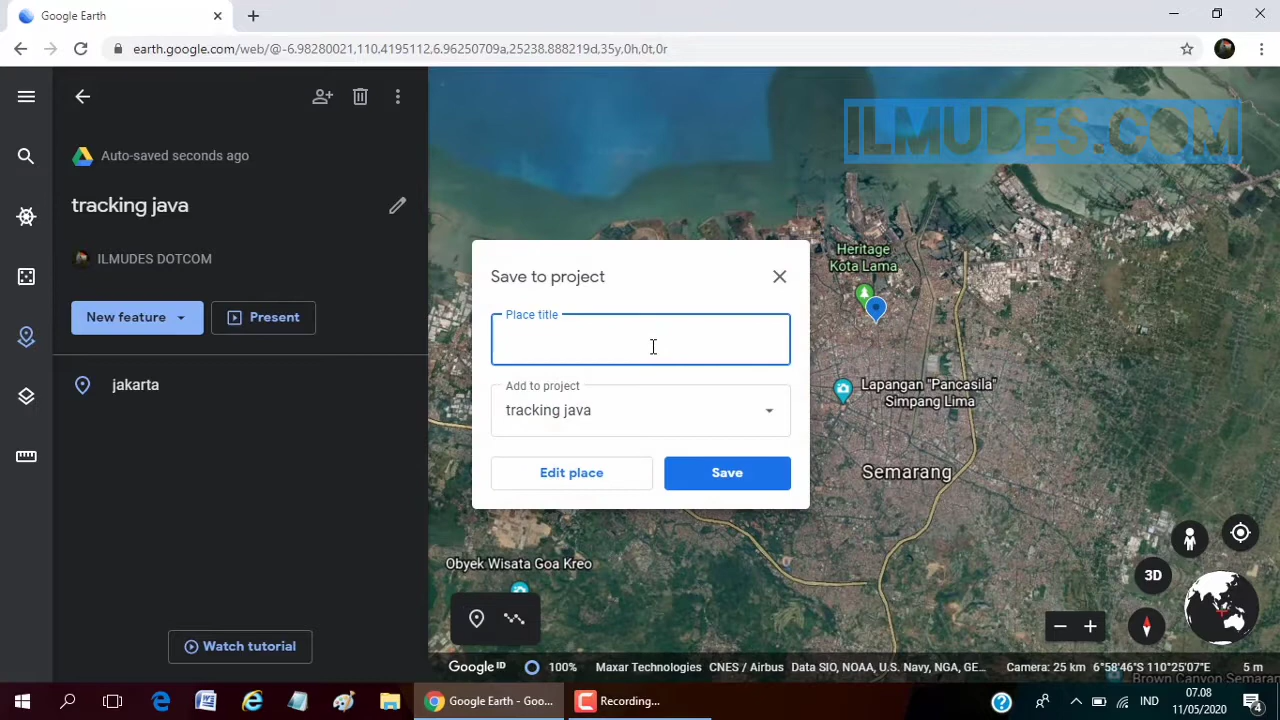 Google Earth
earth.google.com/web/@-6.98280021,110.4195112,6.96250709a,25238.888219d,35y,0h,0t,0r
ILMUDES.COM
Auto-saved seconds ago
tracking java
ILMUDES DOTCOM
New feature
Present
jakarta
Watch tutorial
Save to project
Place title
Add to project
tracking java
Edit place
Save
Heritage
Kota Lama
Lapangan "Pancasila"
Simpang Lima
Semarang
Obyek Wisata Goa Kreo
3D
Google ID
100%
Maxar Technologies CNES / Airbus Data SIO, NOAA, U.S. Navy, NGA, GE...
Camera: 25 km 6°58'46"S 110°25'07"E
5 m
Brown Canyon Semaran
Google Earth - Goo...
Recording....
IND
07.08
11/05/2020
4